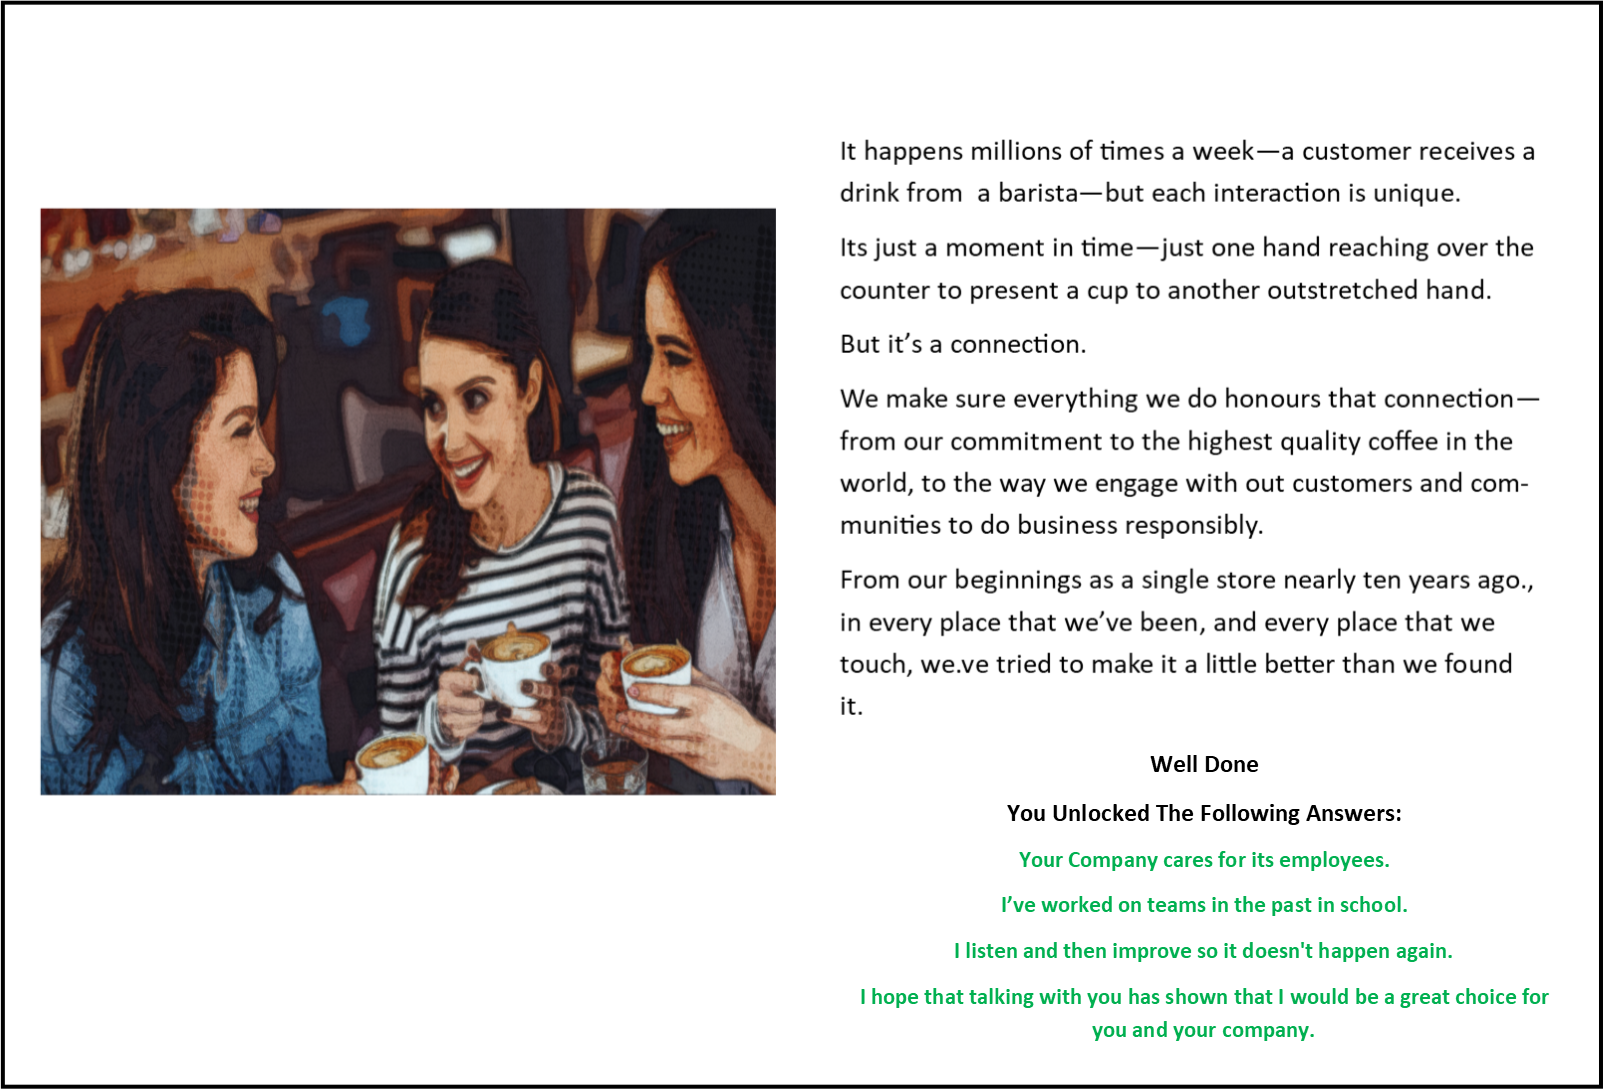 It happens millions of times a week—a customer receives a
drink from  a barista—but each interaction is unique.
Its just a moment in time—just one hand reaching over the
counter to present a cup to another outstretched hand.
But it’s a connection.
We make sure everything we do honours that connection—
from our commitment to the highest quality coffee in the
world, to the way we engage with out customers and com-
munities to do business responsibly.
From our beginnings as a single store nearly ten years ago.,
in every place that we’ve been, and every place that we
touch, we.ve tried to make it a little better than we found
it.
Well Done
You Unlocked The Following Answers:
Your Company cares for its employees.
I’ve worked on teams in the past in school.
I listen and then improve so it doesn't happen again.
I hope that talking with you has shown that I would be a great choice for
you and your company.